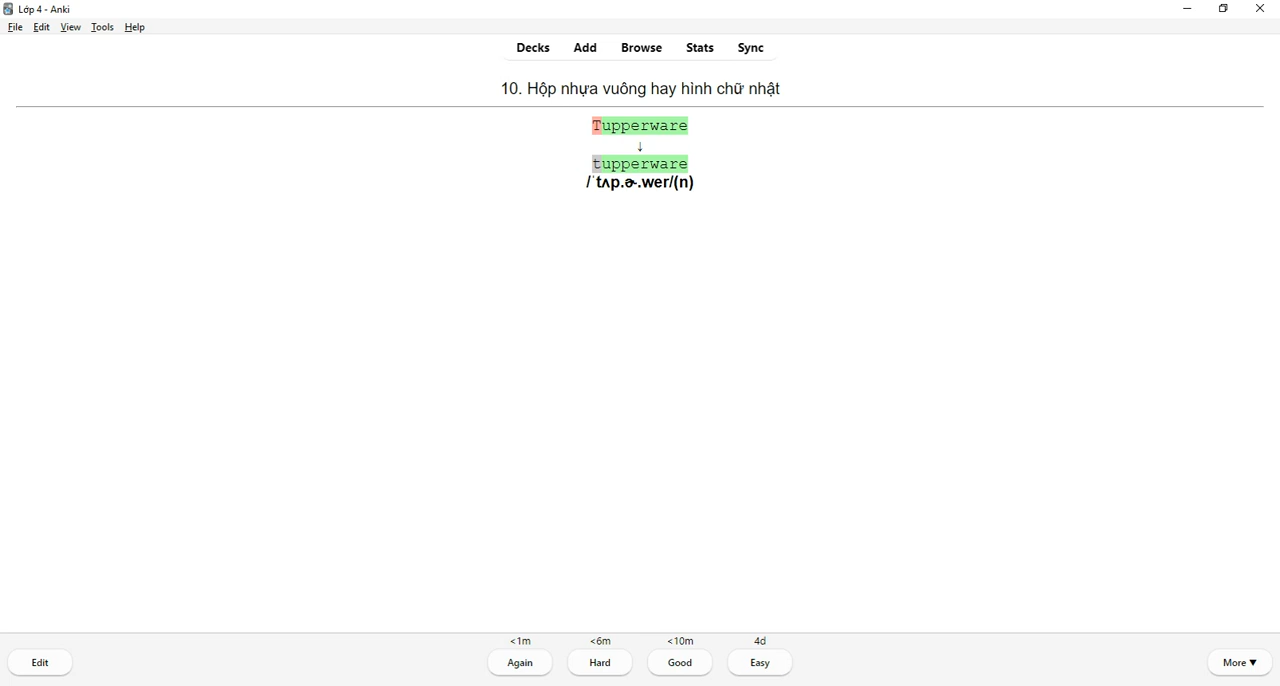 Lớp 4 - Anki
File Edit View Tools Help
Decks Add Browse Stats Sync
10. Hộp nhựa vuông hay hình chữ nhật
Tupperware
↓
tupperware
/ˈtʌp.ɚ.wer/(n)
<1m <6m <10m 4d
Edit Again Hard Good Easy More ▼